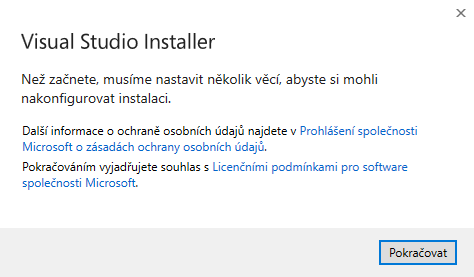 Visual Studio Installer
Než začnete, musíme nastavit několik věcí, abyste si mohli
nakonfigurovat instalaci.
Další informace o ochraně osobních údajů najdete v Prohlášení společnosti
Microsoft o zásadách ochrany osobních údajů.
Pokračováním vyjadřujete souhlas s Licenčními podmínkami pro software
společnosti Microsoft.
Pokračovat